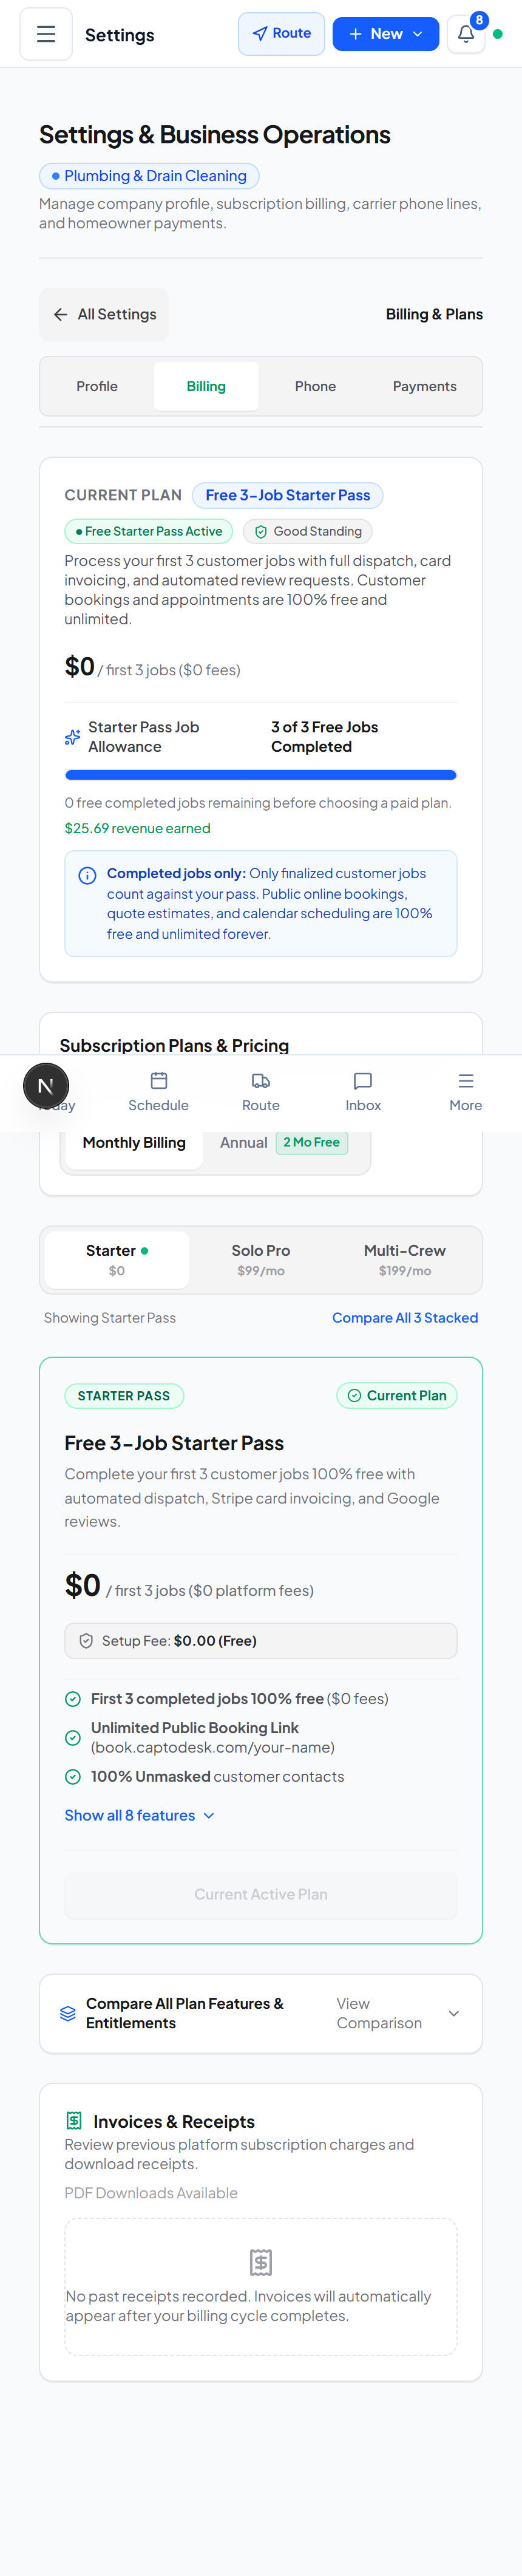 Settings
Route
New
8
Settings & Business Operations
Plumbing & Drain Cleaning
Manage company profile, subscription billing, carrier phone lines,
and homeowner payments.
All Settings
Billing & Plans
Profile
Billing
Phone
Payments
CURRENT PLAN
Free 3-Job Starter Pass
Free Starter Pass Active
Good Standing
Process your first 3 customer jobs with full dispatch, card
invoicing, and automated review requests. Customer
bookings and appointments are 100% free and
unlimited.
$0 / first 3 jobs ($0 fees)
Starter Pass Job
Allowance
3 of 3 Free Jobs
Completed
0 free completed jobs remaining before choosing a paid plan.
$25.69 revenue earned
Completed jobs only: Only finalized customer jobs
count against your pass. Public online bookings,
quote estimates, and calendar scheduling are 100%
free and unlimited forever.
Subscription Plans & Pricing
N
day
Schedule
Route
Inbox
More
Monthly Billing
Annual
2 Mo Free
Starter
$0
Solo Pro
$99/mo
Multi-Crew
$199/mo
Showing Starter Pass
Compare All 3 Stacked
STARTER PASS
Current Plan
Free 3-Job Starter Pass
Complete your first 3 customer jobs 100% free with
automated dispatch, Stripe card invoicing, and Google
reviews.
$0 / first 3 jobs ($0 platform fees)
Setup Fee: $0.00 (Free)
First 3 completed jobs 100% free ($0 fees)
Unlimited Public Booking Link
(book.captodesk.com/your-name)
100% Unmasked customer contacts
Show all 8 features
Current Active Plan
Compare All Plan Features &
Entitlements
View
Comparison
Invoices & Receipts
Review previous platform subscription charges and
download receipts.
PDF Downloads Available
No past receipts recorded. Invoices will automatically
appear after your billing cycle completes.